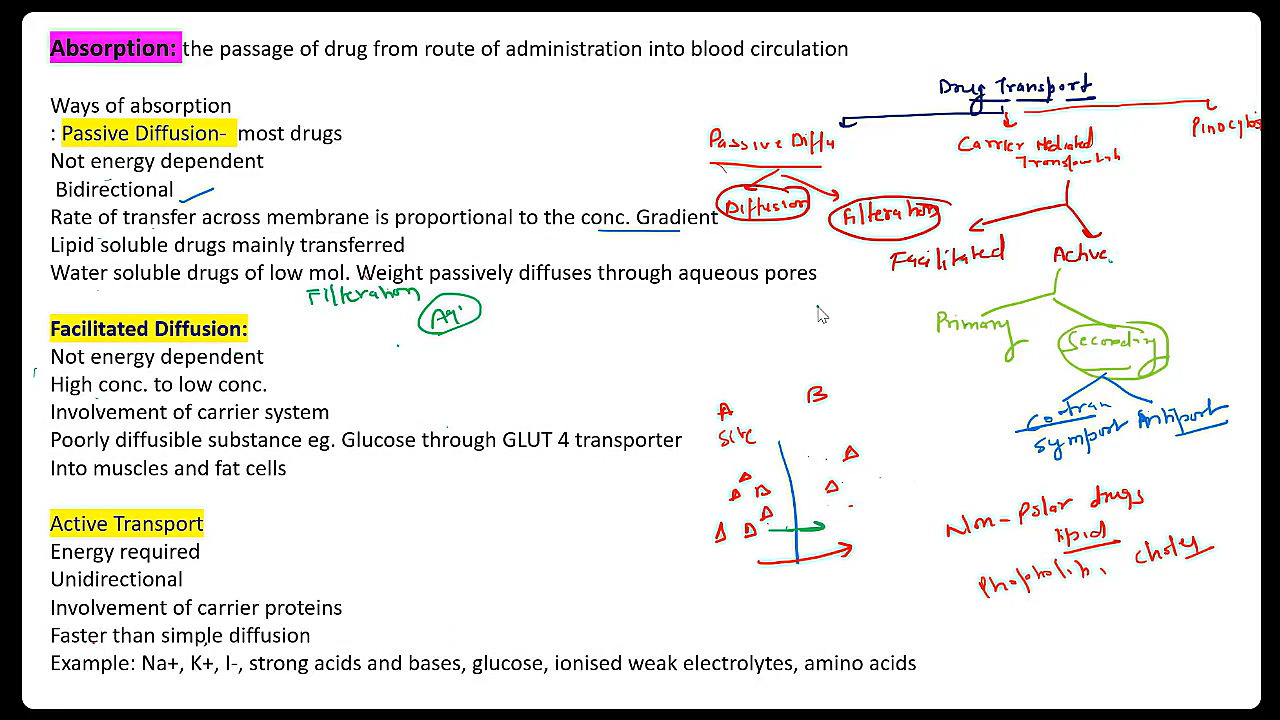 Absorption: the passage of drug from route of administration into blood circulation
Ways of absorption
: Passive Diffusion- most drugs
Not energy dependent
Bidirectional
Rate of transfer across membrane is proportional to the conc. Gradient
Lipid soluble drugs mainly transferred
Water soluble drugs of low mol. Weight passively diffuses through aqueous pores
Filteration
Aq.
Facilitated Diffusion:
Not energy dependent
High conc. to low conc.
Involvement of carrier system
Poorly diffusible substance eg. Glucose through GLUT 4 transporter
Into muscles and fat cells
Active Transport
Energy required
Unidirectional
Involvement of carrier proteins
Faster than simple diffusion
Example: Na+, K+, I-, strong acids and bases, glucose, ionised weak electrolytes, amino acids
Drug Transport
Passive Diffu
Carrier Mediated
Pinocytos
Diffusion
Filteration
Facilitated
Active
Primary
Secondary
Cotran
Symport Antiport
A B
Site
Non-Polar drugs
lipid